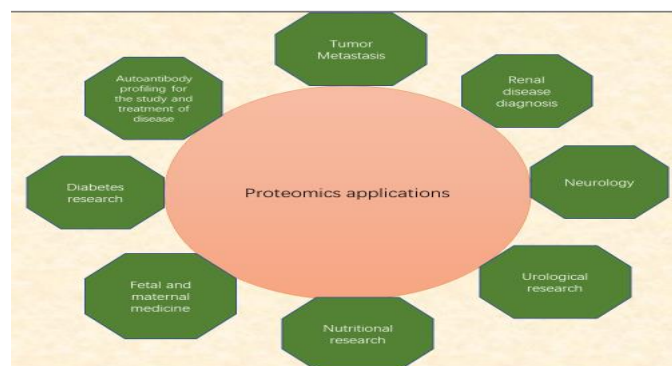 Tumor
Metastasis
Autoantibody
profiling for
the study and
treatment of
disease
Renal
disease
diagnosis
Diabetes
research
Proteomics applications
Neurology
Fetal and
maternal
medicine
Urological
research
Nutritional
research